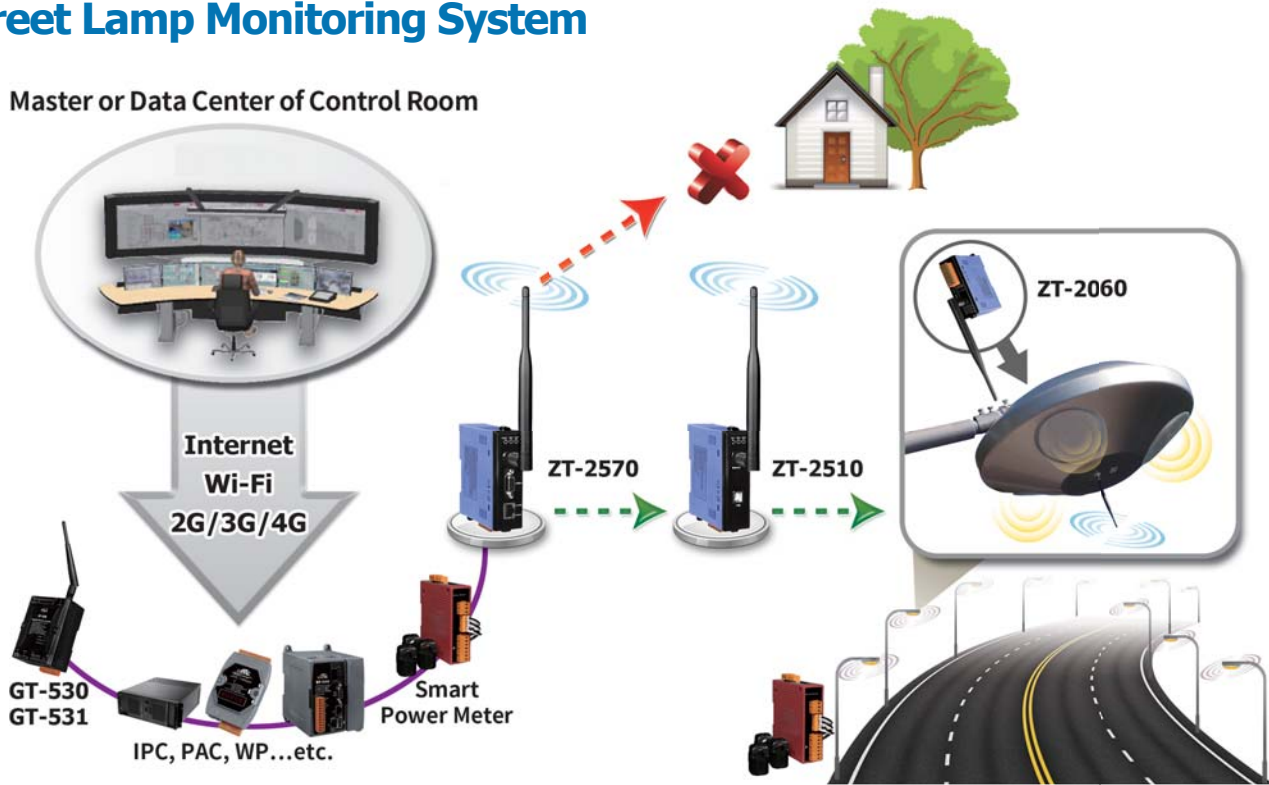 reet Lamp Monitoring System
Master or Data Center of Control Room
ZT-2060
Internet
Wi-Fi
2G/3G/4G
ZT-2570
ZT-2510
GT-530
GT-531
Smart
Power Meter
IPC, PAC, WP...etc.